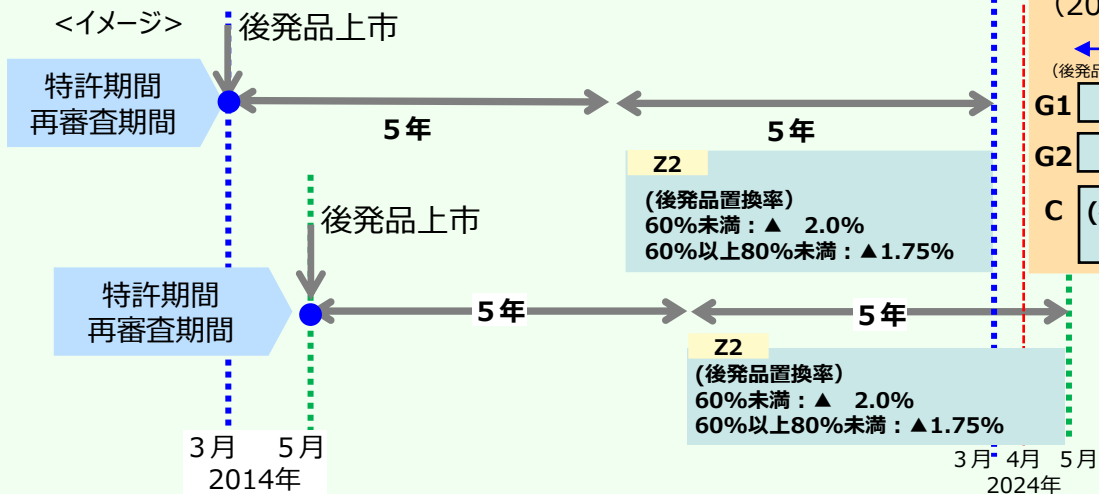 <イメージ>
後発品上市
特許期間
再審査期間
5年
5年
Z2
(後発品置換率)
60%未満：▲　2.0%
60%以上80%未満：▲1.75%
後発品上市
特許期間
再審査期間
5年
5年
Z2
(後発品置換率)
60%未満：▲　2.0%
60%以上80%未満：▲1.75%
3月　5月
2014年
3月　4月　5月
2024年
（20
（後発品
G1
G2
C
(